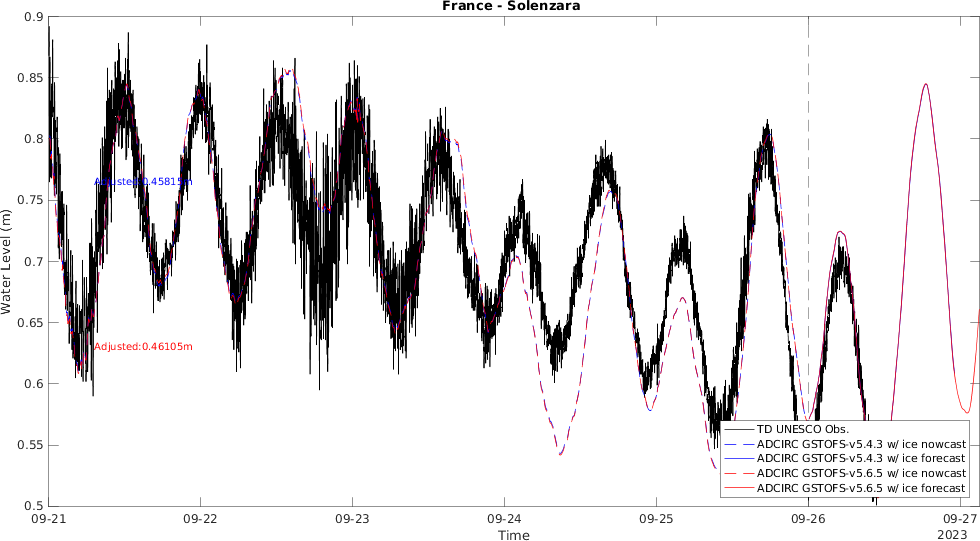 France - Solenzara
Water Level (m)
0.9
0.85
0.8
0.75
0.7
0.65
0.6
0.55
0.5
Adjusted:0.45815m
Adjusted:0.46105m
TD UNESCO Obs.
ADCIRC GSTOFS-v5.4.3 w/ ice nowcast
ADCIRC GSTOFS-v5.4.3 w/ ice forecast
ADCIRC GSTOFS-v5.6.5 w/ ice nowcast
ADCIRC GSTOFS-v5.6.5 w/ ice forecast
09-21 09-22 09-23 09-24 09-25 09-26 09-27
Time
2023